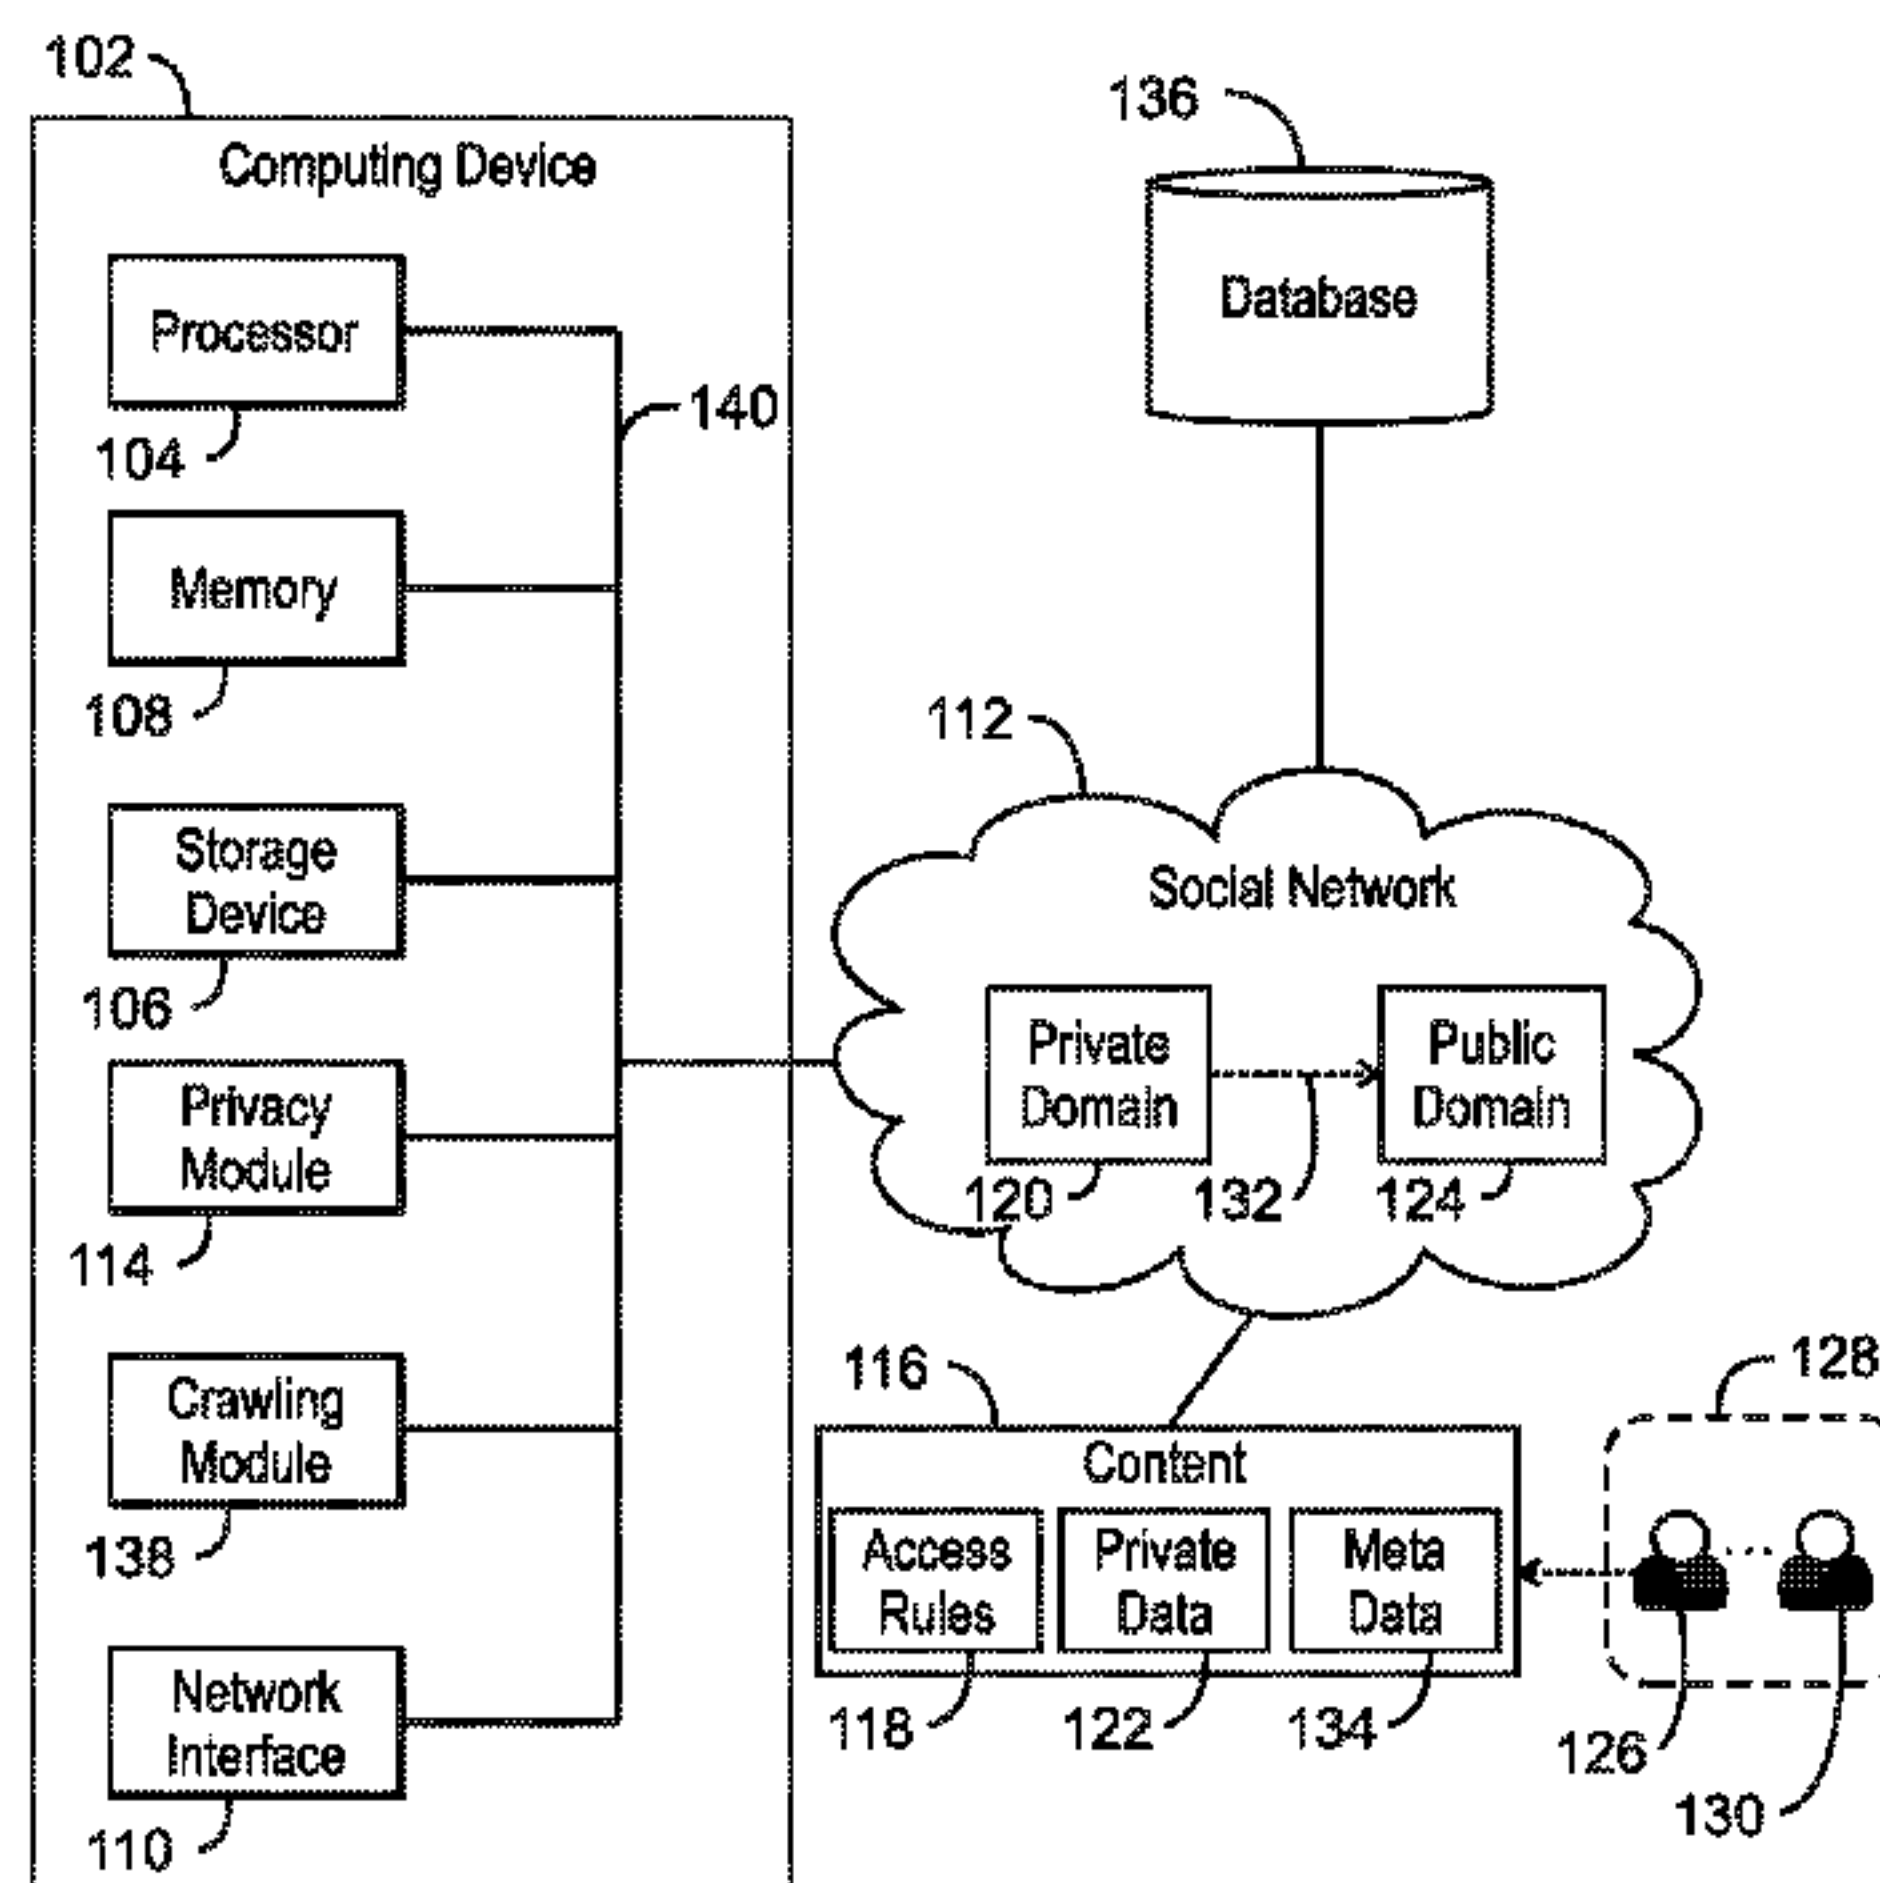 102
Computing Device
Processor
104
140
Memory
108
Storage
Device
106
Privacy
Module
114
Crawling
Module
138
Network
Interface
110
136
Database
112
Social Network
Private
Domain
120
132
Public
Domain
124
116
Content
Access
Rules
118
Private
Data
122
Meta
Data
134
128
126
130